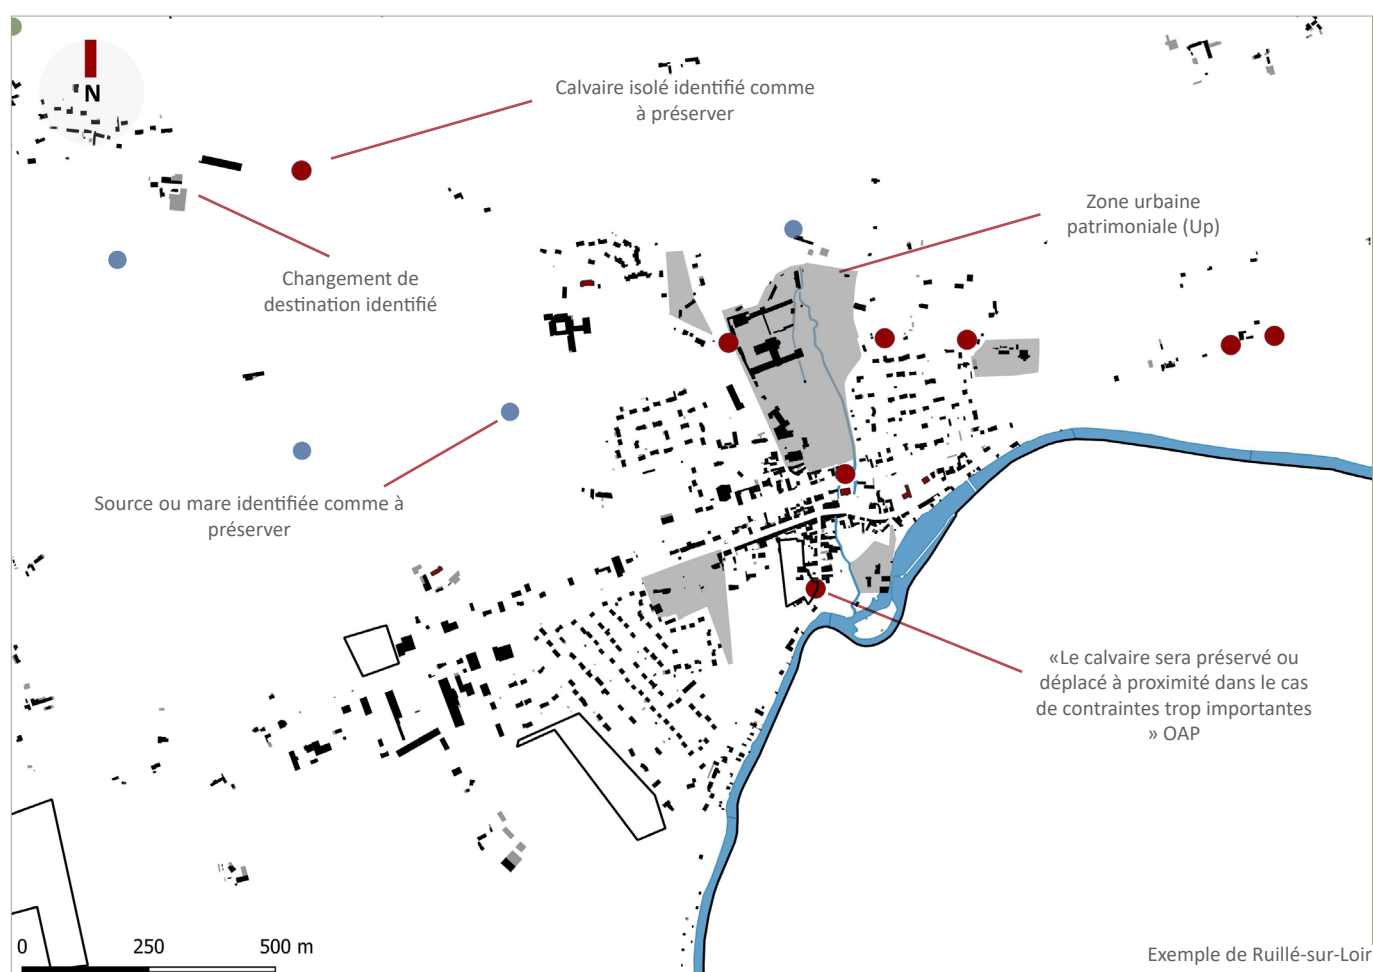 N
Calvaire isolé identifié comme
à préserver
Zone urbaine
patrimoniale (Up)
Changement de
destination identifié
Source ou mare identifiée comme à
préserver
«Le calvaire sera préservé ou
déplacé à proximité dans le cas
de contraintes trop importantes
» OAP
0 250 500 m
Exemple de Ruillé-sur-Loir